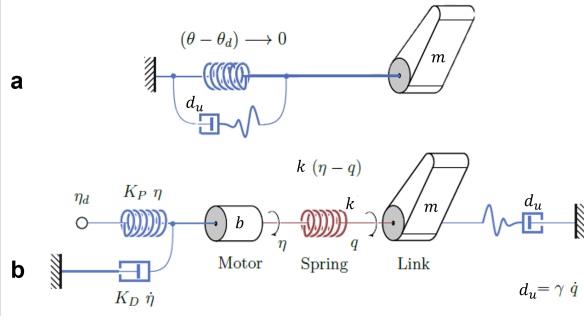 (θ − θ_d) ⟶ 0
a
m
d_u
k (η − q)
η_d
K_P η
k
m
d_u
b
η
q
b
Motor
Spring
Link
K_D η̇
d_u = γ q̇